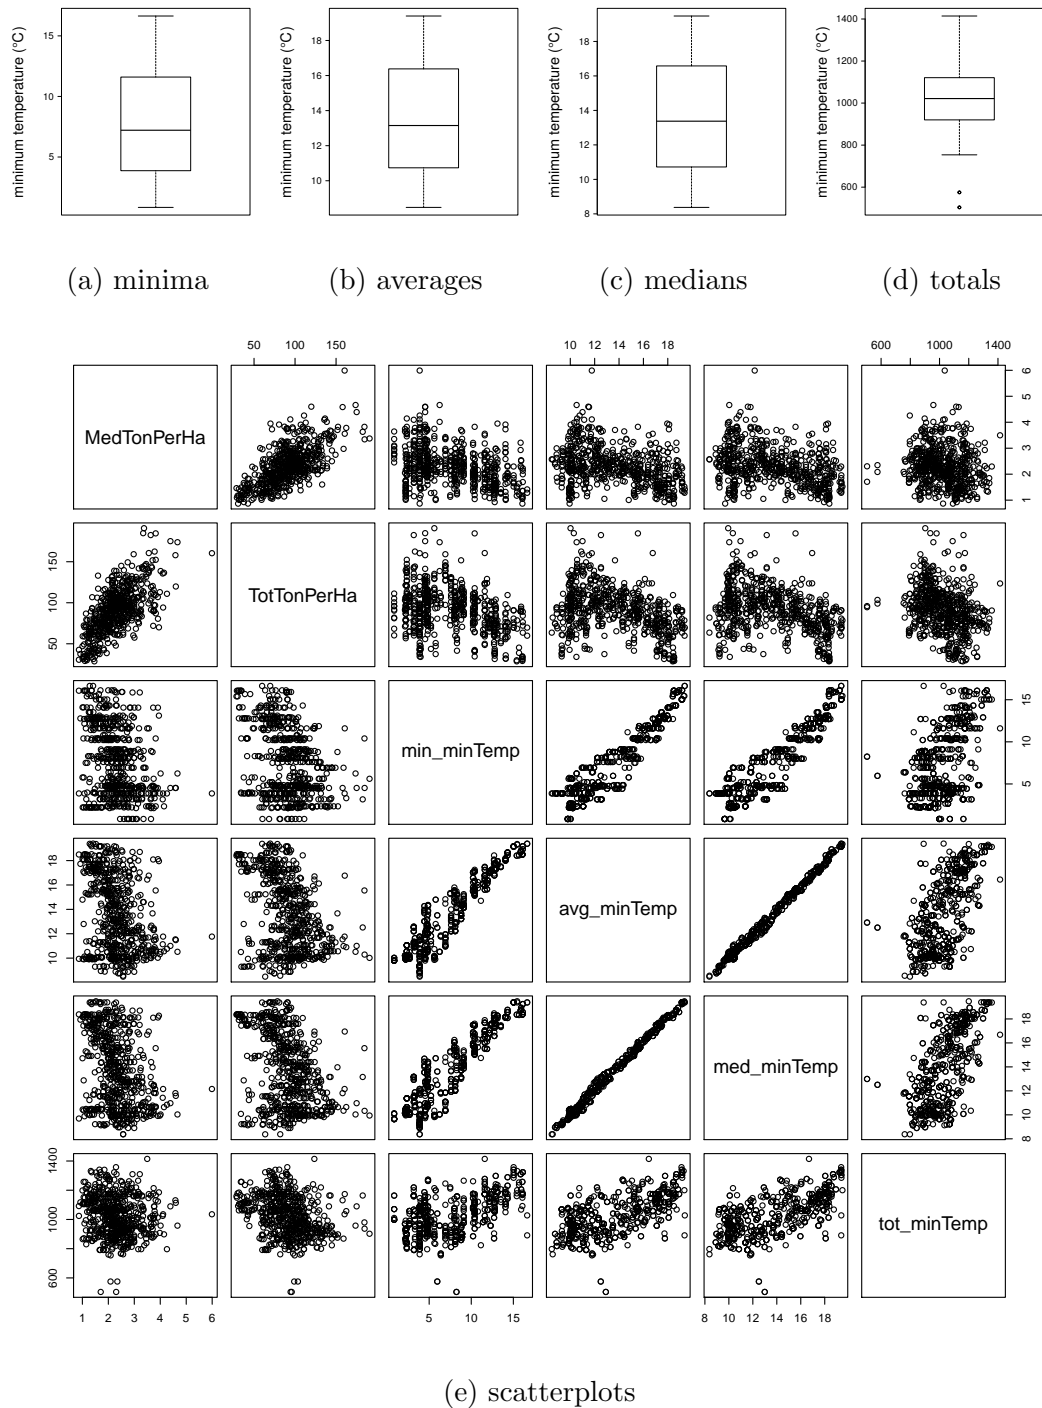 minimum temperature (°C)
5
10
15
minimum temperature (°C)
10
12
14
16
18
minimum temperature (°C)
8
10
12
14
16
18
minimum temperature (°C)
600
800
1000
1200
1400
(a) minima
(b) averages
(c) medians
(d) totals
50 100 150
10 12 14 16 18
600 1000 1400
MedTonPerHa
1 2 3 4 5 6
TotTonPerHa
50 100 150
min_minTemp
5 10 15
avg_minTemp
10 12 14 16 18
med_minTemp
8 10 12 14 16 18
tot_minTemp
600 1000 1400
1 2 3 4 5 6
5 10 15
8 10 12 14 16 18
(e) scatterplots